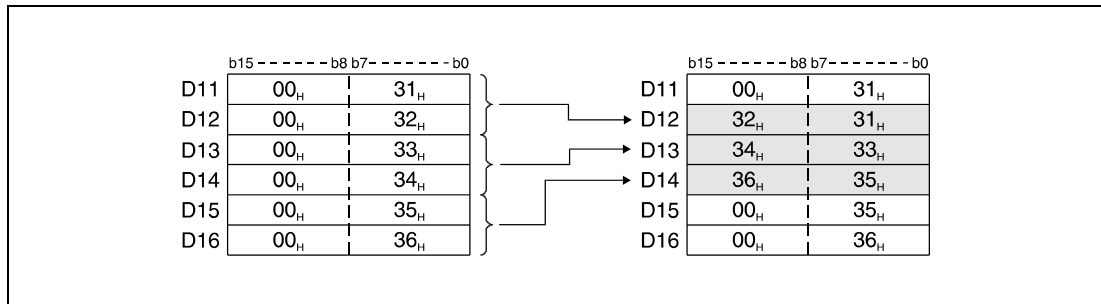 b15 - - - - - - - b8 b7- - - - - - - b0 b15 - - - - - - - b8 b7- - - - - - - b0
D11 00H 31H D11 00H 31H
D12 00H 32H D12 32H 31H
D13 00H 33H D13 34H 33H
D14 00H 34H D14 36H 35H
D15 00H 35H D15 00H 35H
D16 00H 36H D16 00H 36H